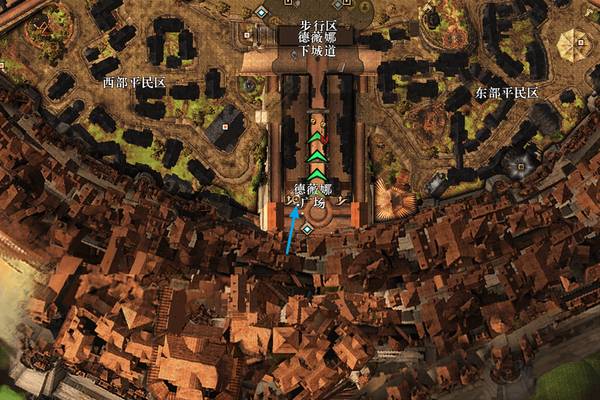 步行区
德薇娜
下城道
西部平民区
东部平民区
德薇娜
广场